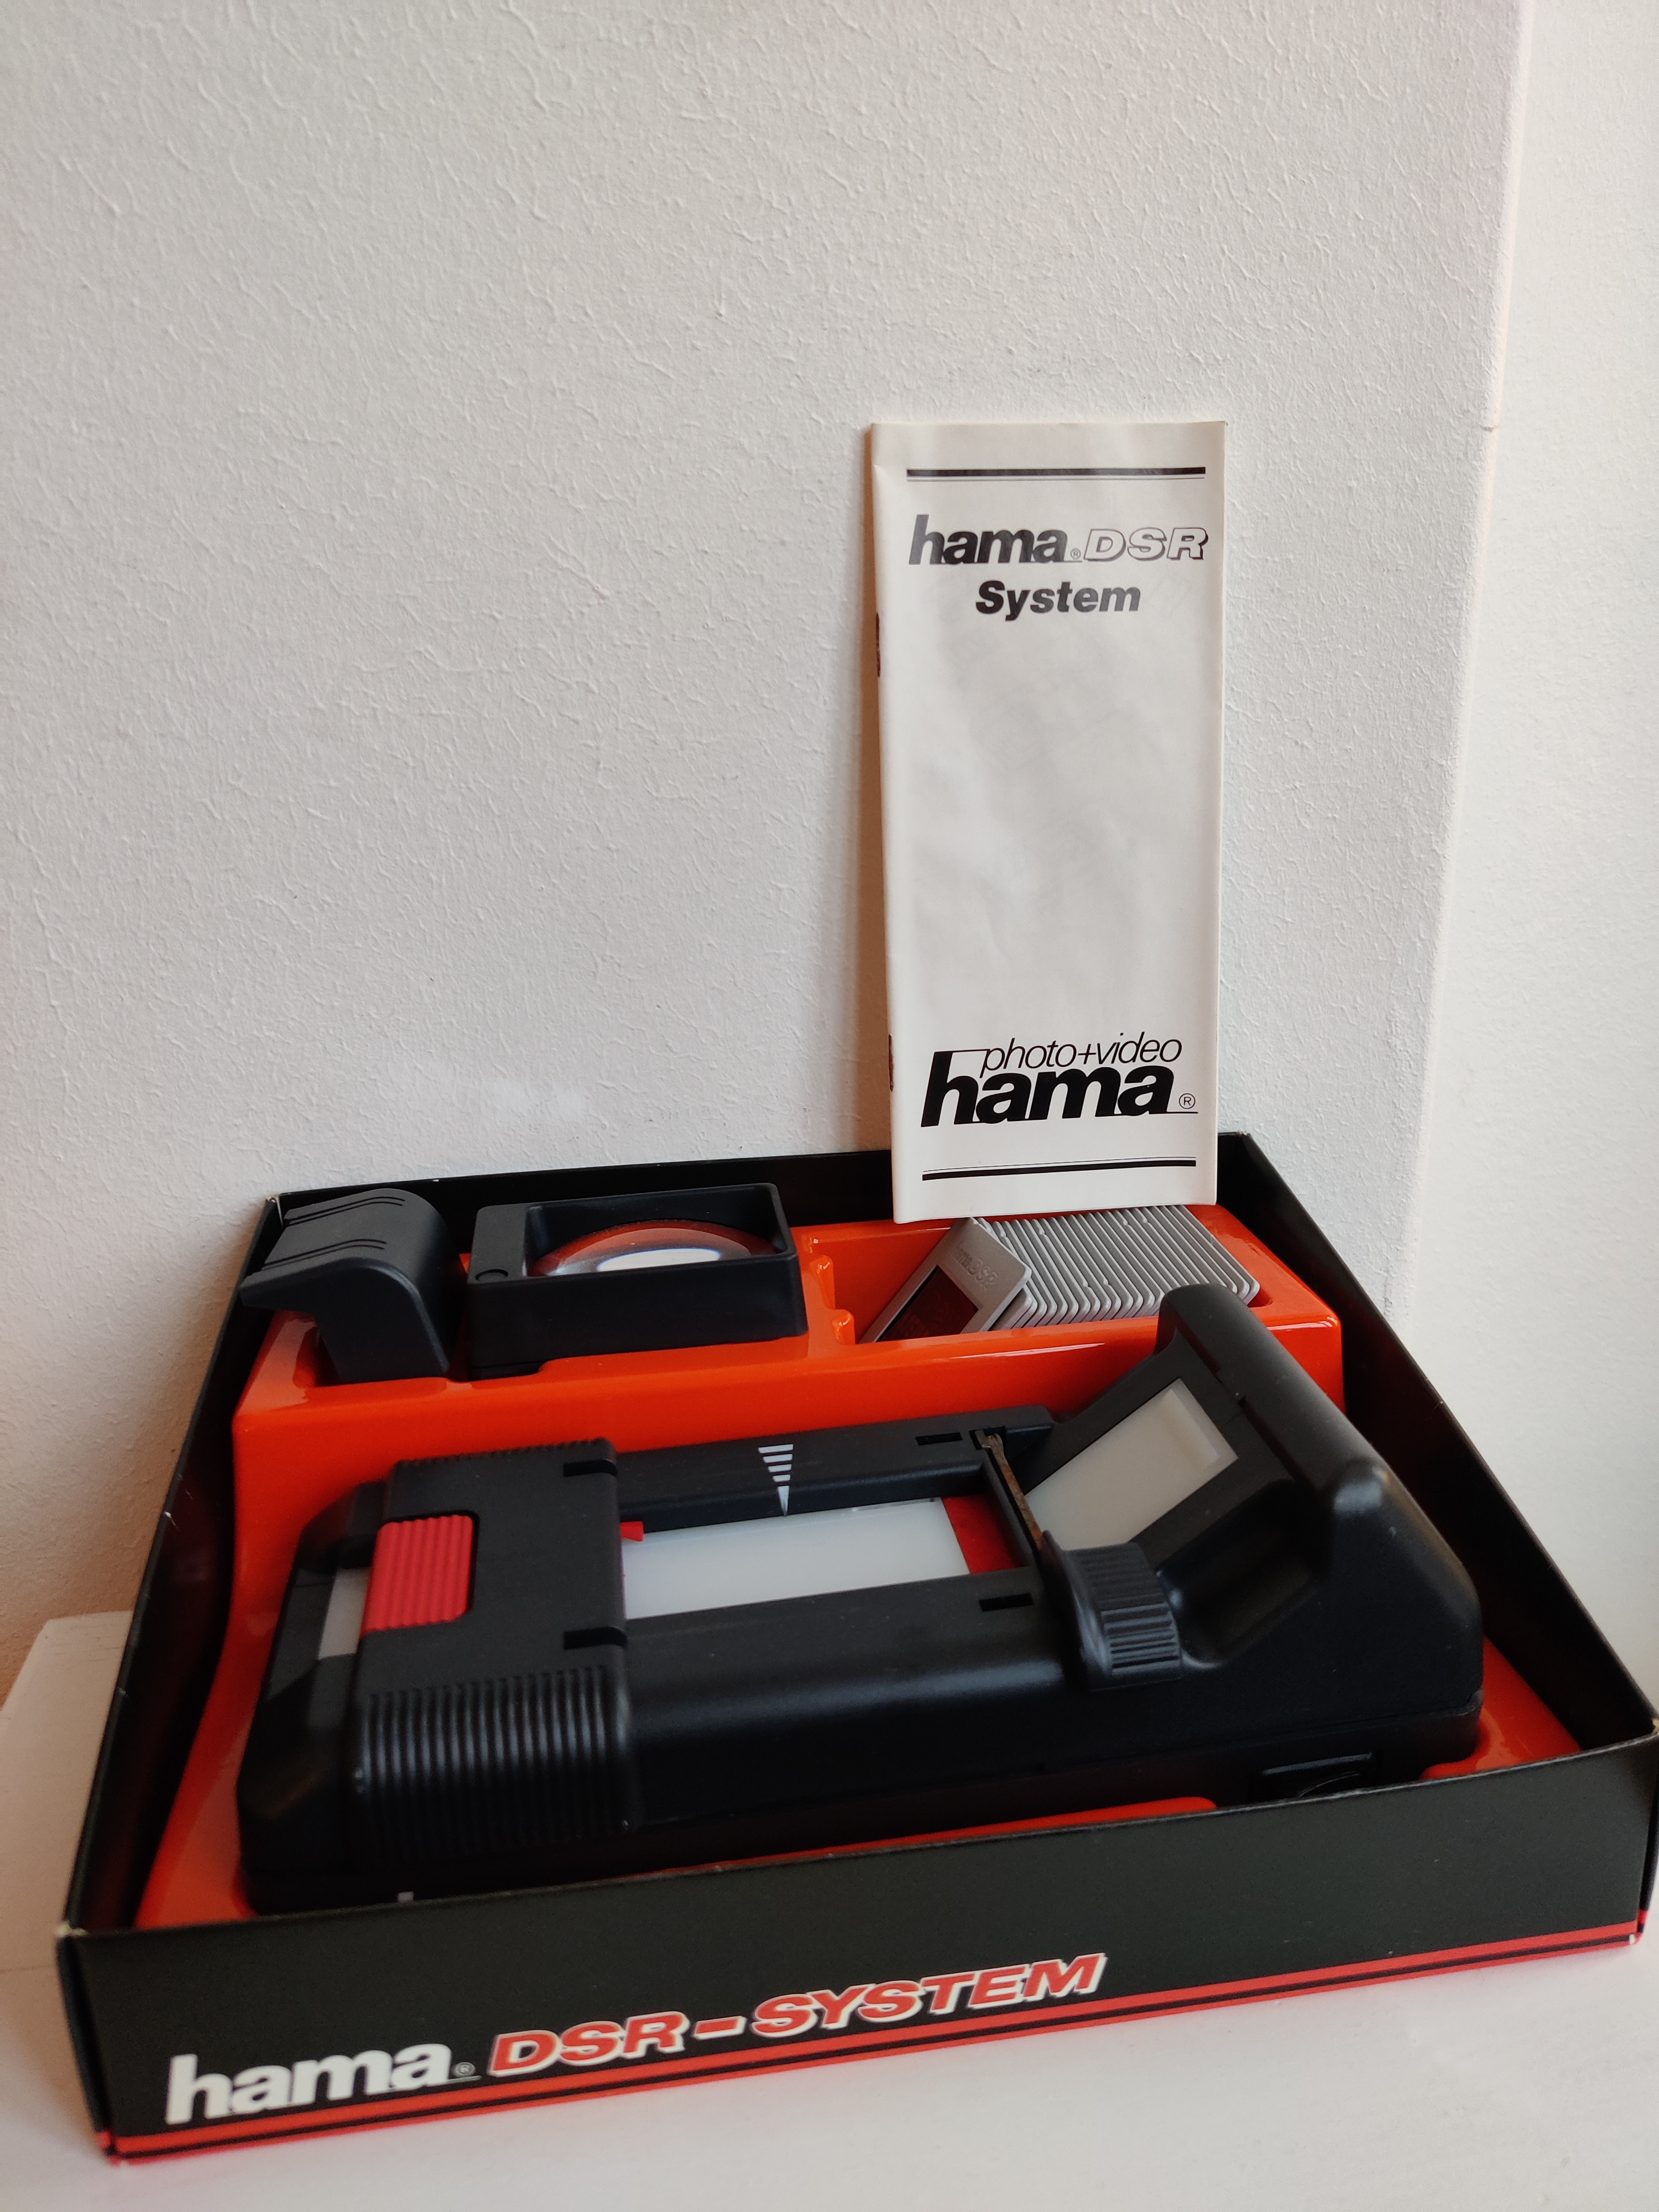 hama® DSR
System
photo+video
hama®
hama DSR
hama® DSR-SYSTEM